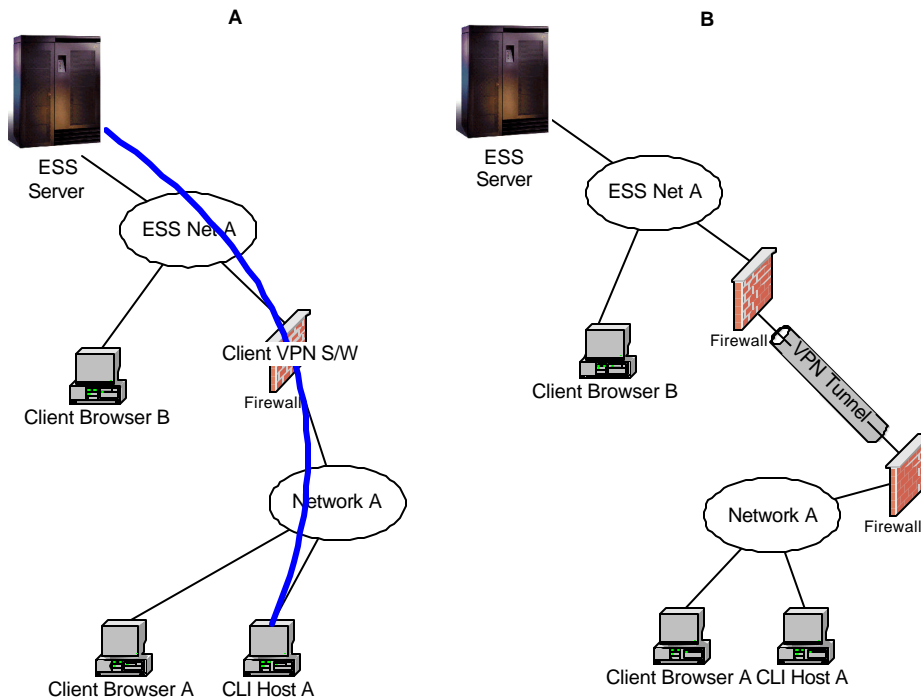 A
ESS
Server
ESS Net A
Client VPN S/W
Firewall
Client Browser B
Network A
Client Browser A
CLI Host A
B
ESS
Server
ESS Net A
Firewall
VPN Tunnel
Client Browser B
Firewall
Network A
Client Browser A
CLI Host A